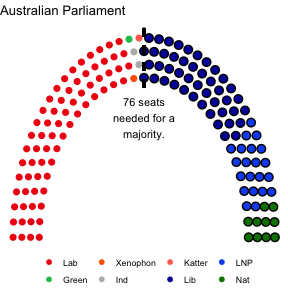 Australian Parliament
76 seats
needed for a
majority.
Lab Xenophon Katter LNP
Green Ind Lib Nat